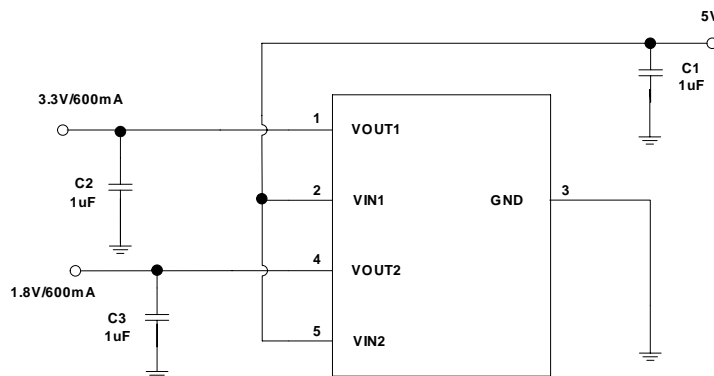 5V
C1
1uF
3.3V/600mA
1
VOUT1
C2
1uF
2
VIN1
GND
3
4
VOUT2
1.8V/600mA
C3
1uF
5
VIN2